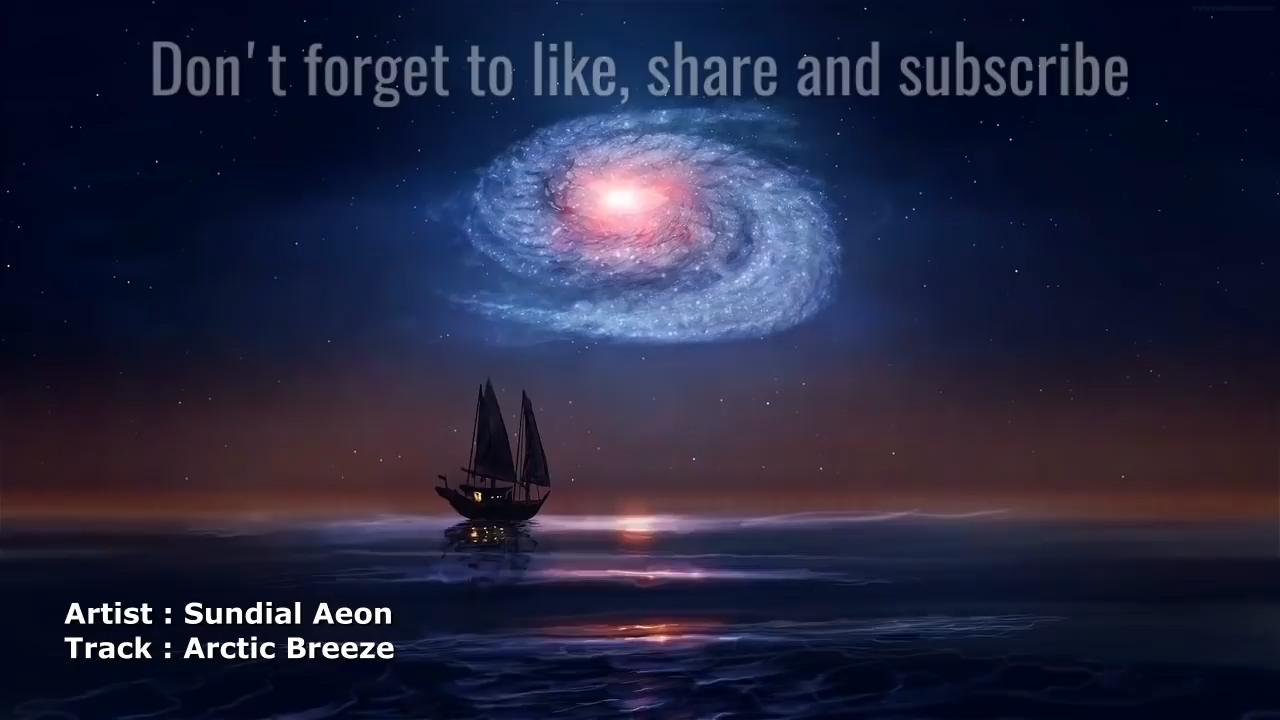 Don't forget to like, share and subscribe
Artist : Sundial Aeon
Track : Arctic Breeze